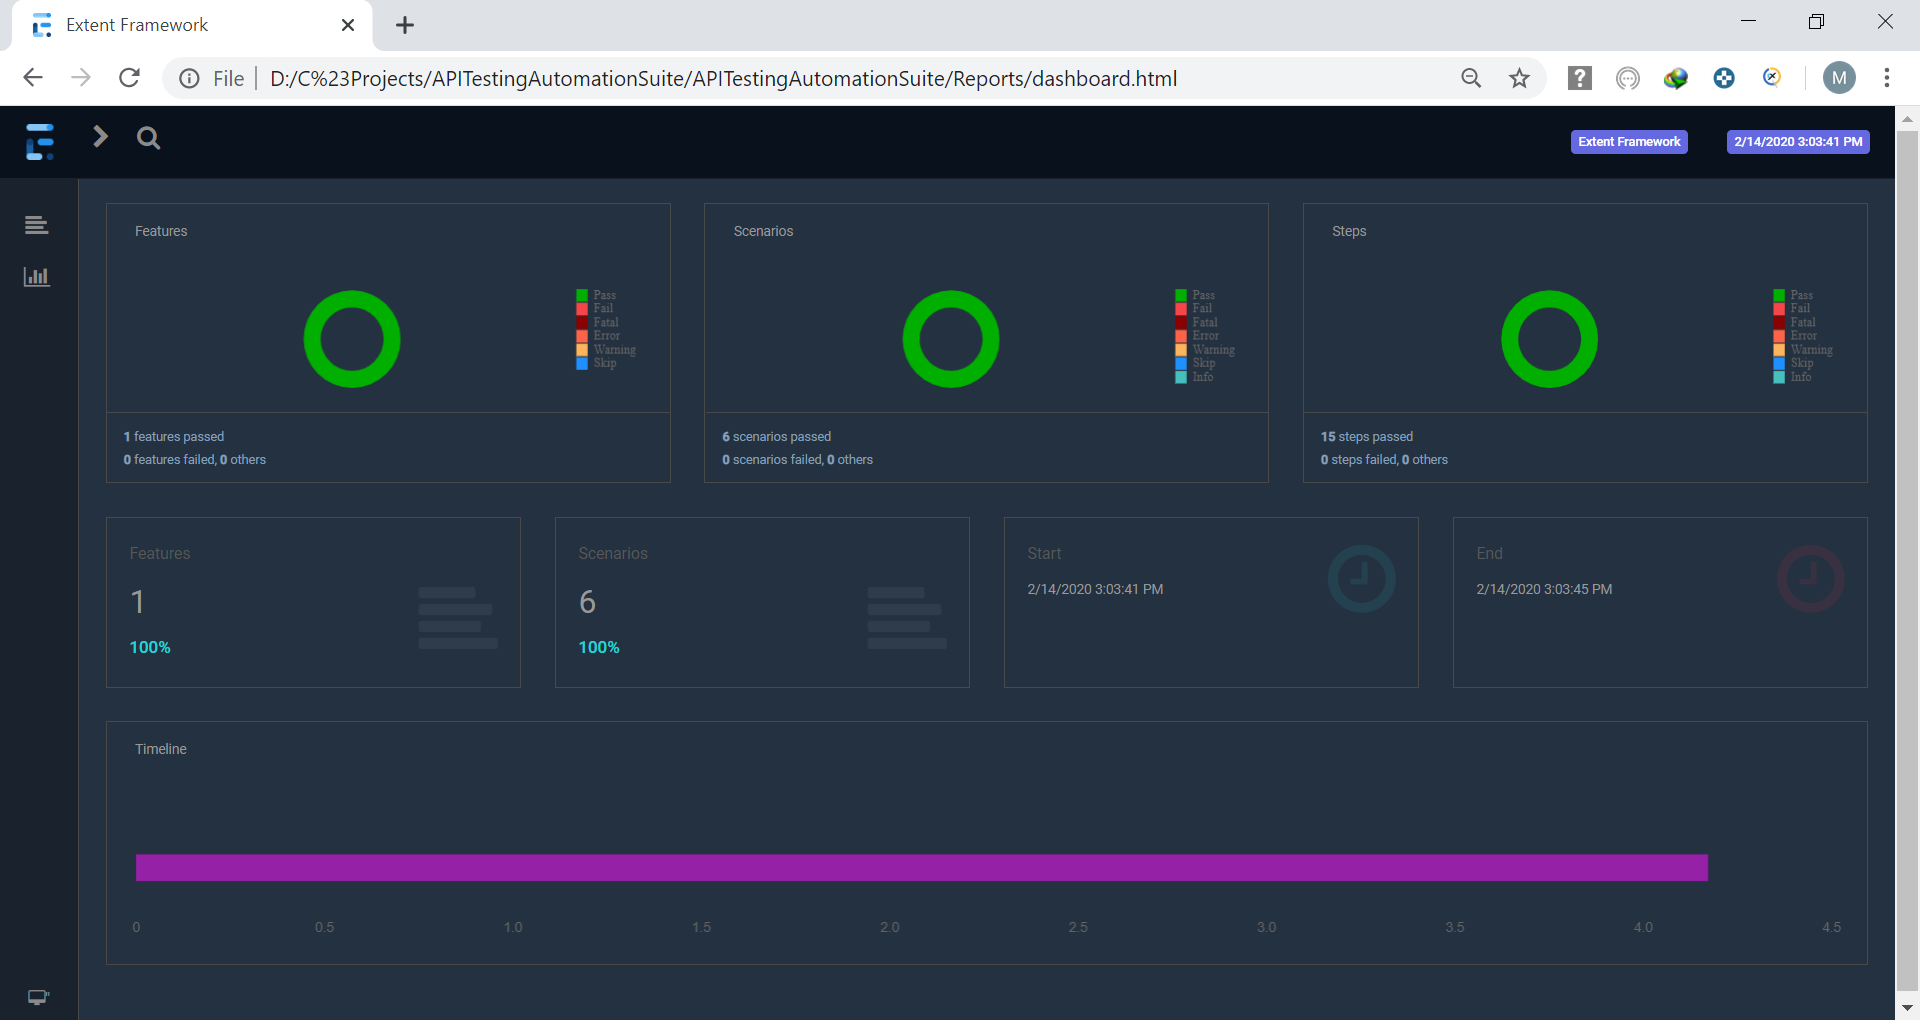 Extent Framework
File D:/C%23Projects/APITestingAutomationSuite/APITestingAutomationSuite/Reports/dashboard.html
M
Extent Framework 2/14/2020 3:03:41 PM
Features
Pass
Fail
Fatal
Error
Warning
Skip
1 features passed
0 features failed, 0 others
Scenarios
Pass
Fail
Fatal
Error
Warning
Skip
Info
6 scenarios passed
0 scenarios failed, 0 others
Steps
Pass
Fail
Fatal
Error
Warning
Skip
Info
15 steps passed
0 steps failed, 0 others
Features
1
100%
Scenarios
6
100%
Start
2/14/2020 3:03:41 PM
End
2/14/2020 3:03:45 PM
Timeline
0 0.5 1.0 1.5 2.0 2.5 3.0 3.5 4.0 4.5